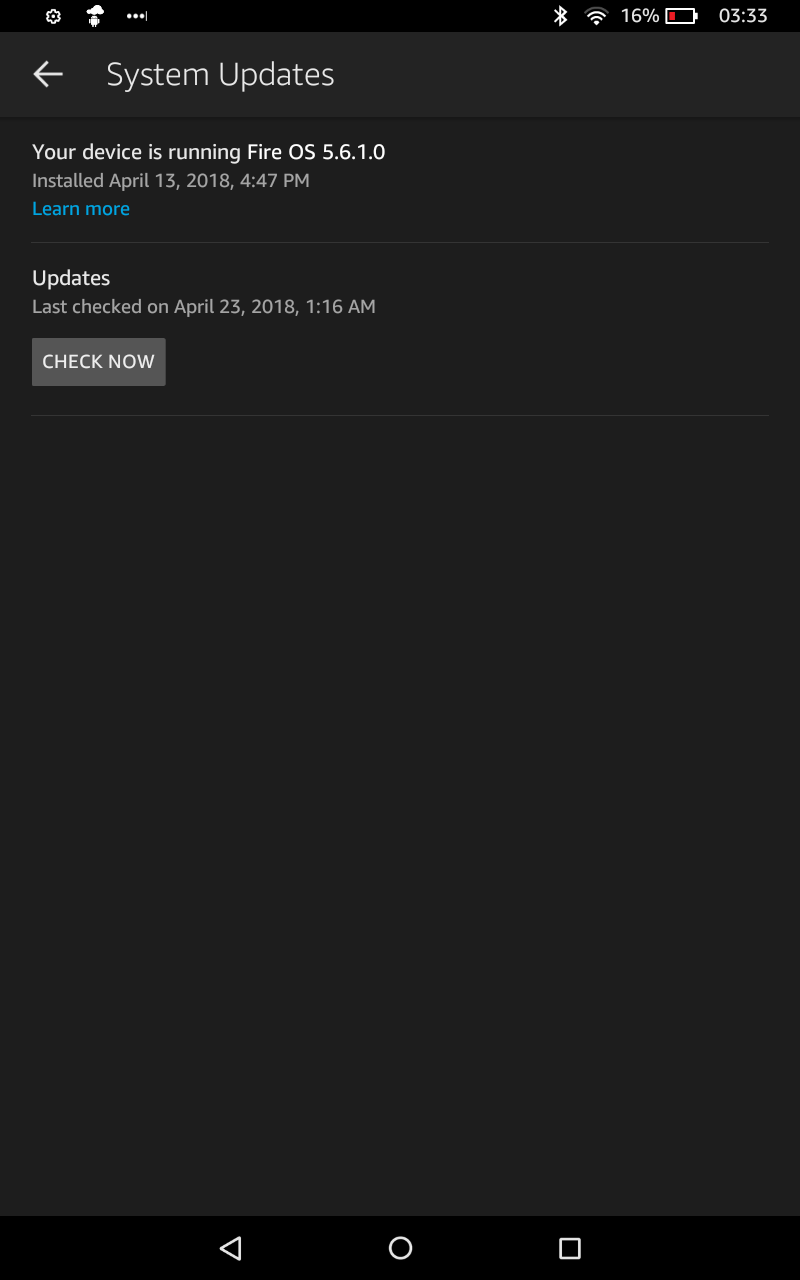 16% 03:33
System Updates
Your device is running Fire OS 5.6.1.0
Installed April 13, 2018, 4:47 PM
Learn more
Updates
Last checked on April 23, 2018, 1:16 AM
CHECK NOW